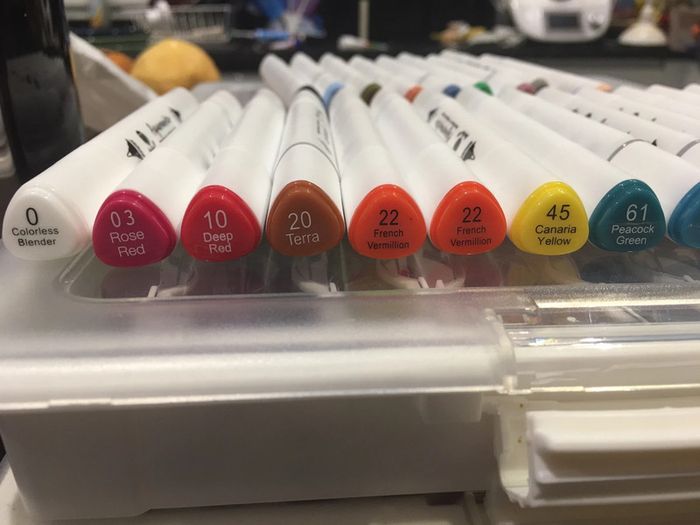 0
Colorless
Blender
03
Rose
Red
10
Deep
Red
20
Terra
22
French
Vermillion
22
French
Vermillion
45
Canaria
Yellow
61
Peacock
Green